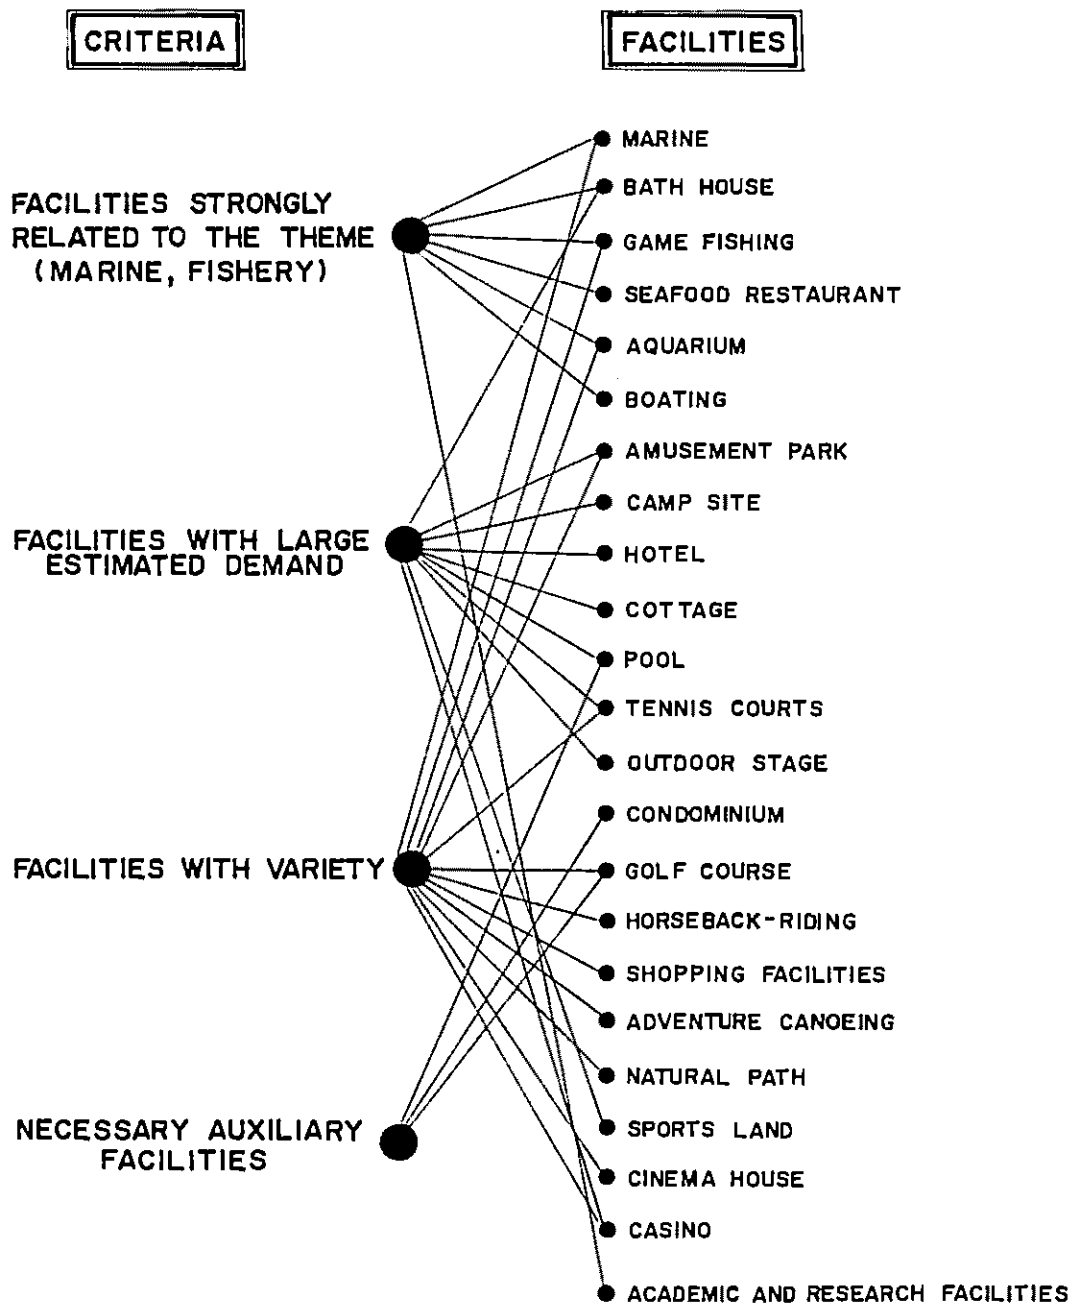 CRITERIA
FACILITIES
FACILITIES STRONGLY
RELATED TO THE THEME
(MARINE, FISHERY)
FACILITIES WITH LARGE
ESTIMATED DEMAND
FACILITIES WITH VARIETY
NECESSARY AUXILIARY
FACILITIES
MARINE
BATH HOUSE
GAME FISHING
SEAFOOD RESTAURANT
AQUARIUM
BOATING
AMUSEMENT PARK
CAMP SITE
HOTEL
COTTAGE
POOL
TENNIS COURTS
OUTDOOR STAGE
CONDOMINIUM
GOLF COURSE
HORSEBACK-RIDING
SHOPPING FACILITIES
ADVENTURE CANOEING
NATURAL PATH
SPORTS LAND
CINEMA HOUSE
CASINO
ACADEMIC AND RESEARCH FACILITIES